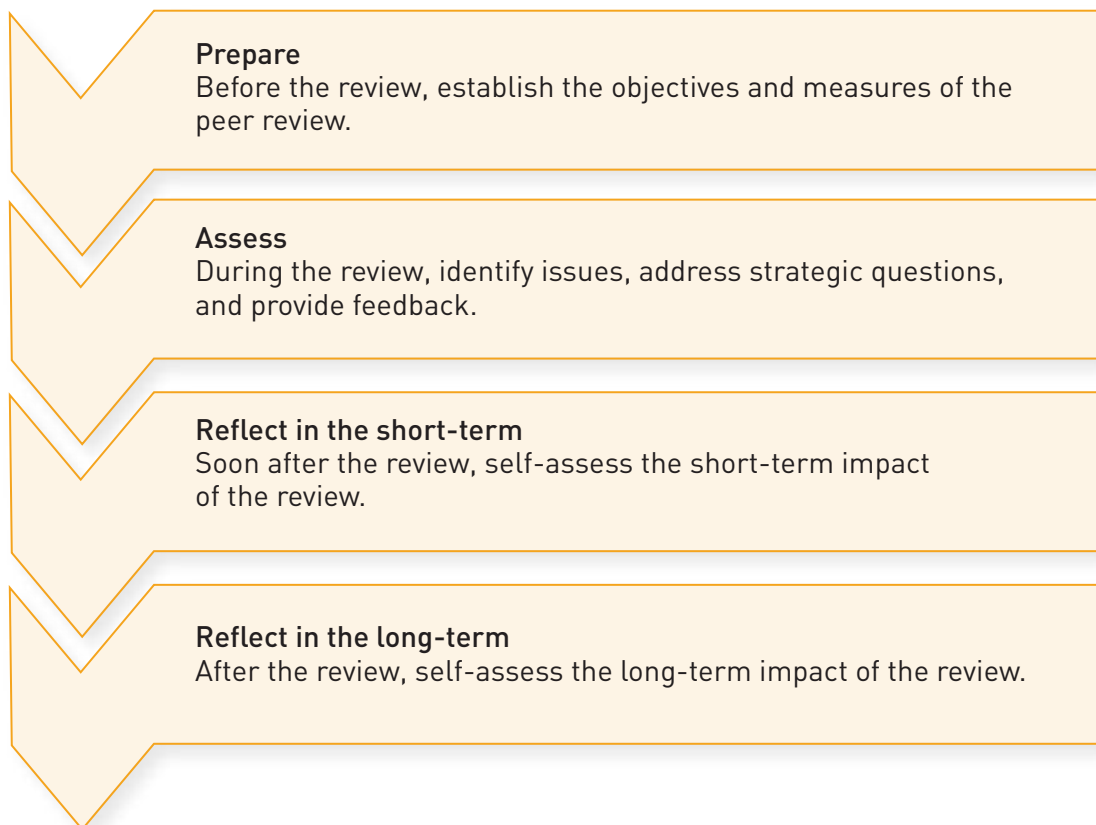 Prepare
Before the review, establish the objectives and measures of the
peer review.
Assess
During the review, identify issues, address strategic questions,
and provide feedback.
Reflect in the short-term
Soon after the review, self-assess the short-term impact
of the review.
Reflect in the long-term
After the review, self-assess the long-term impact of the review.